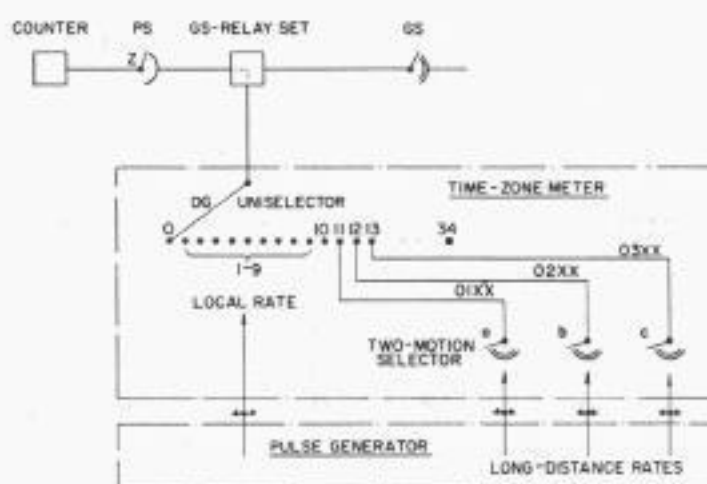 COUNTER PS GS-RELAY SET GS
Z
TIME-ZONE METER
DG UNISELECTOR
0 10 11 12 13 34
1-9
03XX
02XX
01XX
LOCAL RATE
a b c
TWO-MOTION
SELECTOR
PULSE GENERATOR
LONG-DISTANCE RATES